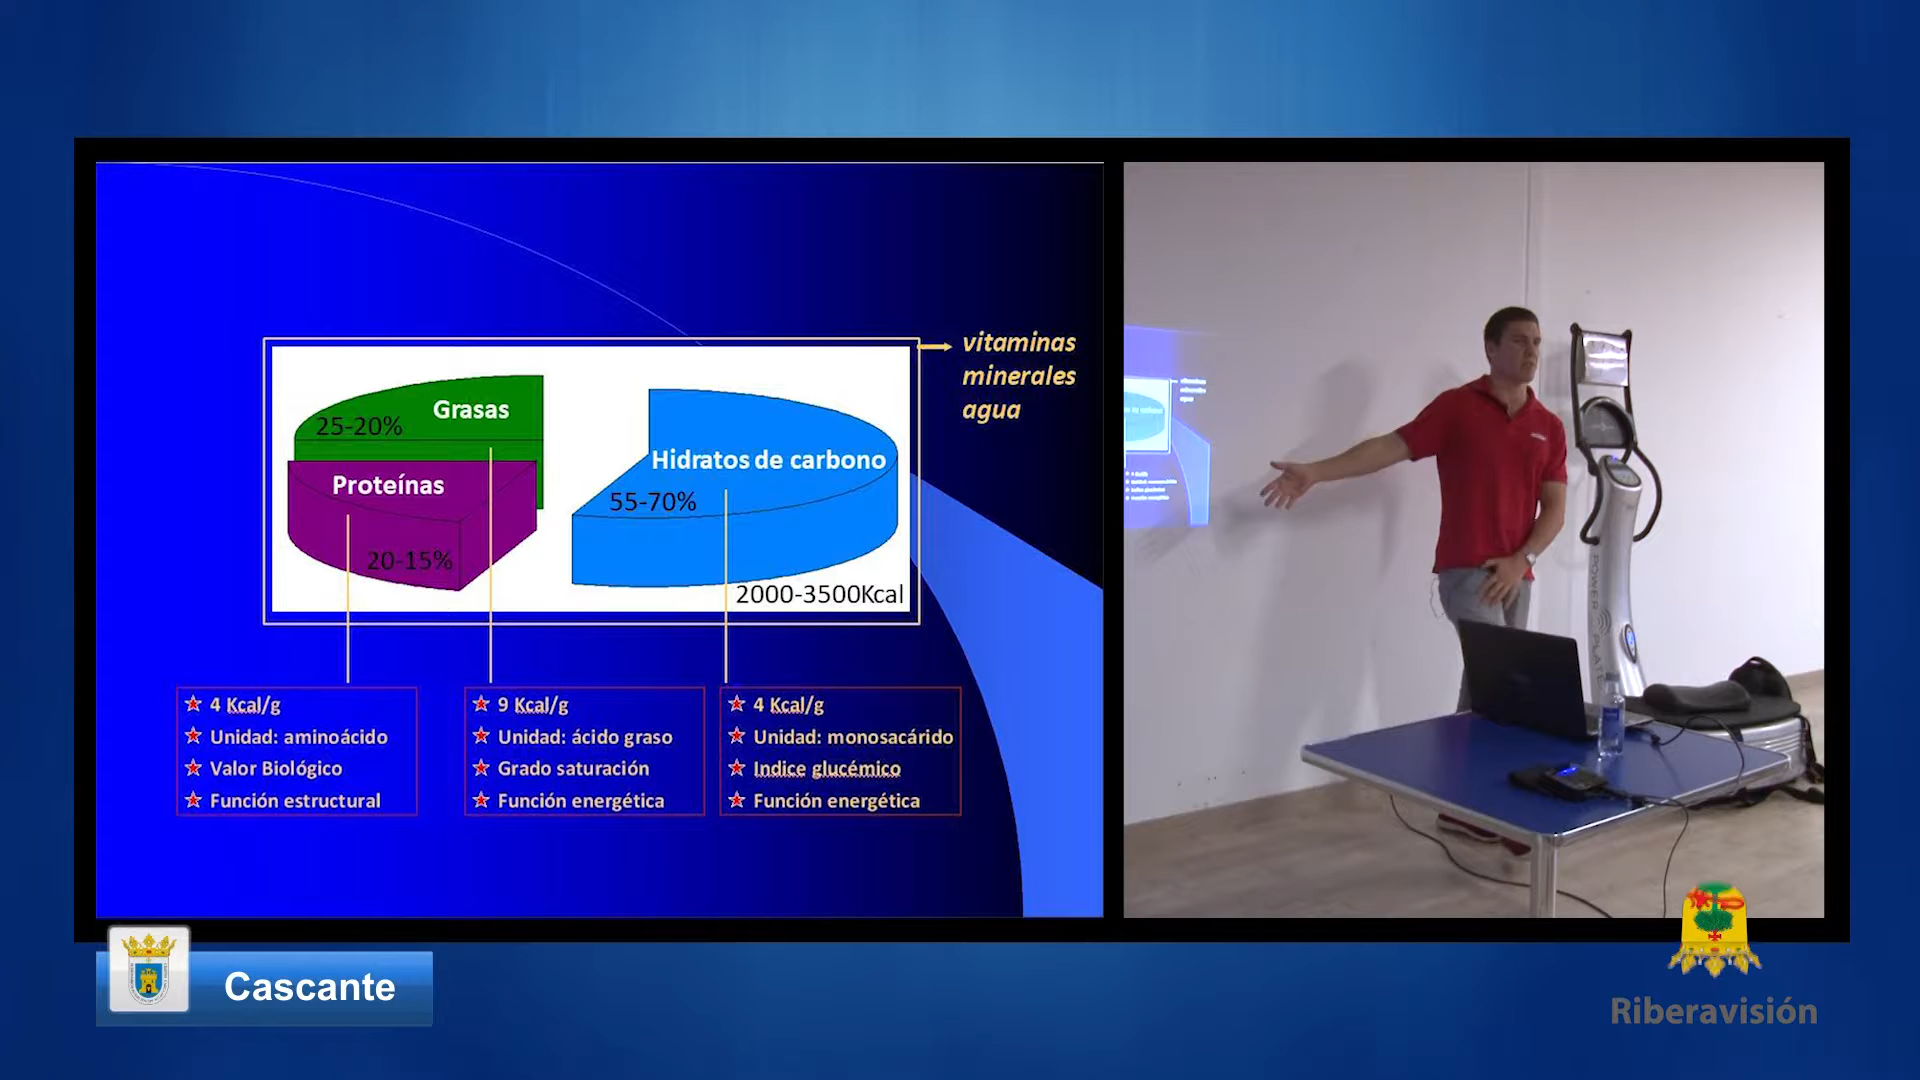 vitaminas
minerales
agua
Grasas
25-20%
Proteínas
20-15%
Hidratos de carbono
55-70%
2000-3500Kcal
4 Kcal/g
Unidad: aminoácido
Valor Biológico
Función estructural
9 Kcal/g
Unidad: ácido graso
Grado saturación
Función energética
4 Kcal/g
Unidad: monosacárido
Indice glucémico
Función energética
POWER PLATE
Cascante
Riberavisión